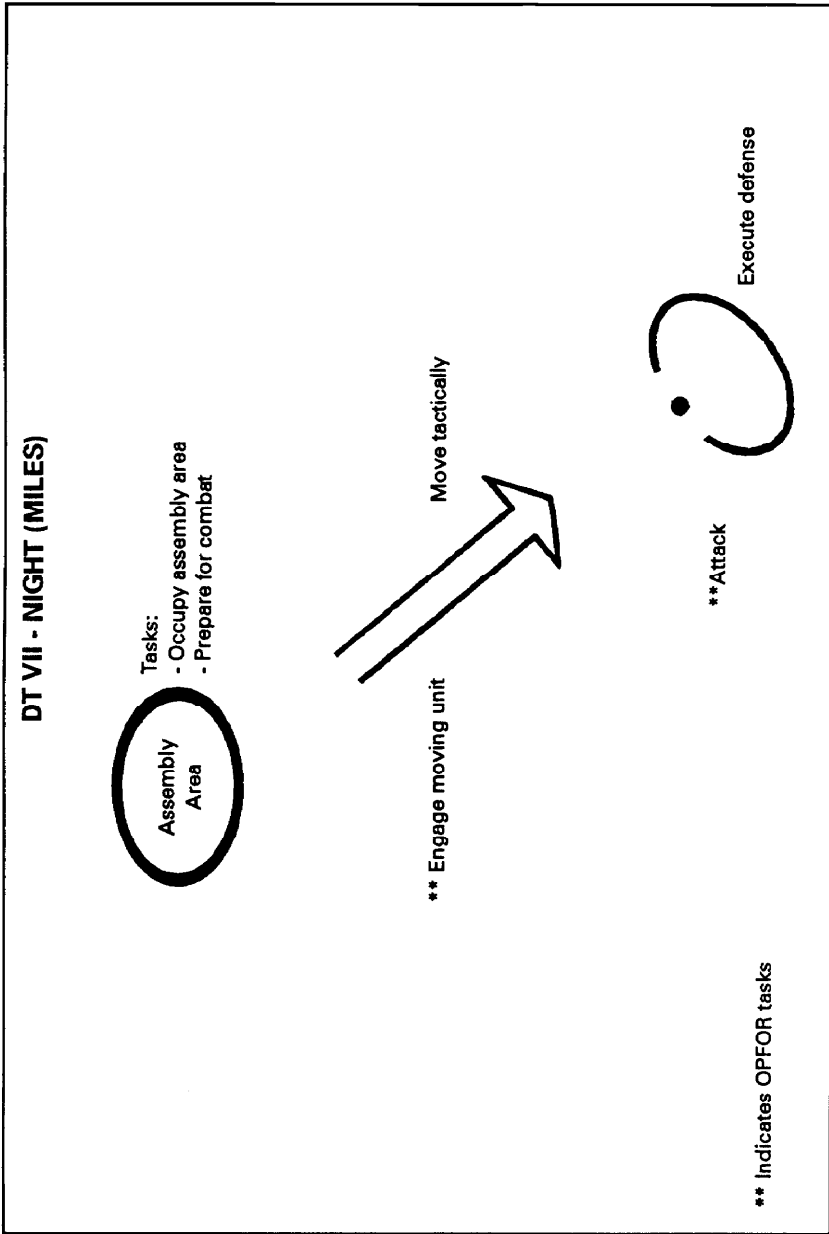 DT VII - NIGHT (MILES)
Assembly
Area
Tasks:
- Occupy assembly area
- Prepare for combat
** Engage moving unit
Move tactically
**Attack
Execute defense
** Indicates OPFOR tasks